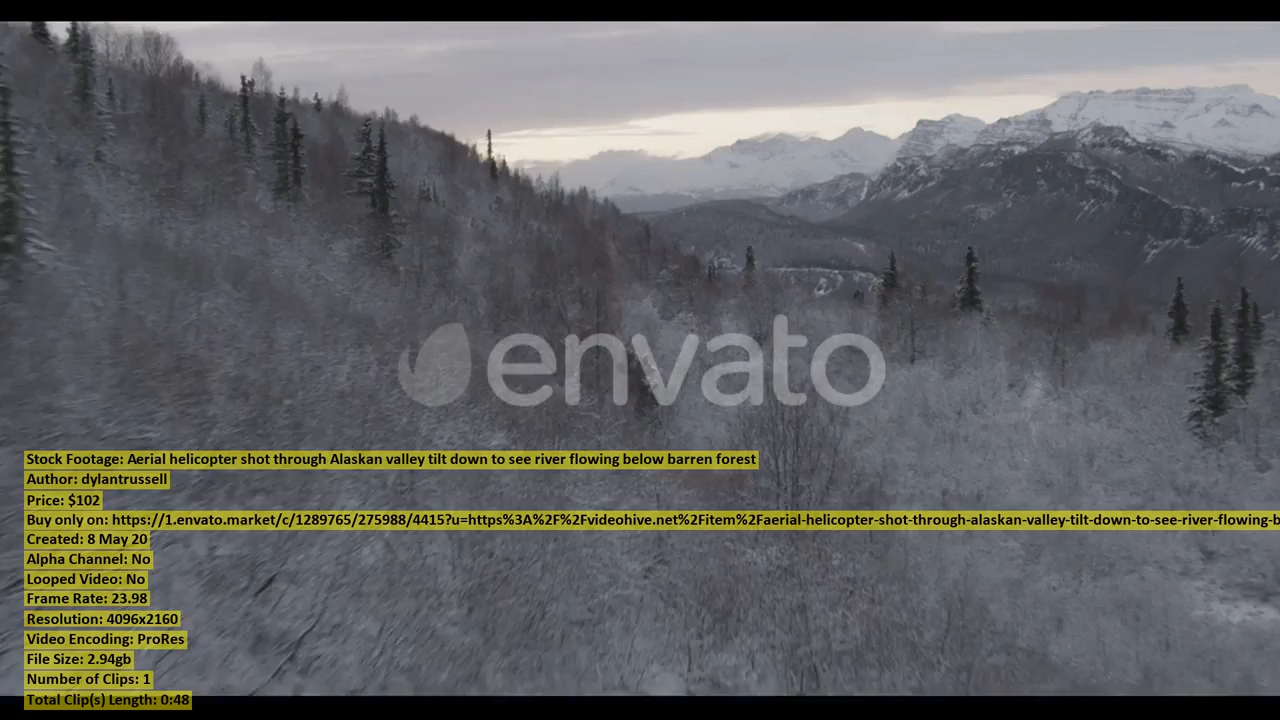 envato
Stock Footage: Aerial helicopter shot through Alaskan valley tilt down to see river flowing below barren forest
Author: dylantrussell
Price: $102
Buy only on: https://1.envato.market/c/1289765/275988/4415?u=https%3A%2F%2Fvideohive.net%2Fitem%2Faerial-helicopter-shot-through-alaskan-valley-tilt-down-to-see-river-flowing-b
Created: 8 May 20
Alpha Channel: No
Looped Video: No
Frame Rate: 23.98
Resolution: 4096x2160
Video Encoding: ProRes
File Size: 2.94gb
Number of Clips: 1
Total Clip(s) Length: 0:48